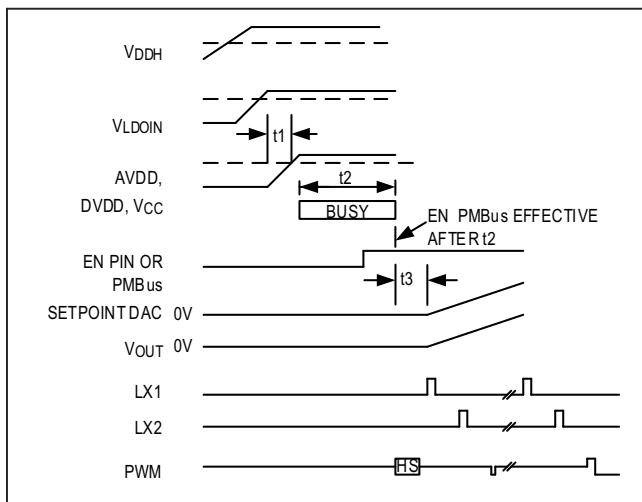 VDDH
VLDOIN
t1
AVDD,
DVDD, VCC
t2
BUSY
EN PMBus EFFECTIVE
AFTER t2
EN PIN OR
PMBus
t3
SETPOINT DAC 0V
VOUT 0V
LX1
LX2
PWM
HS